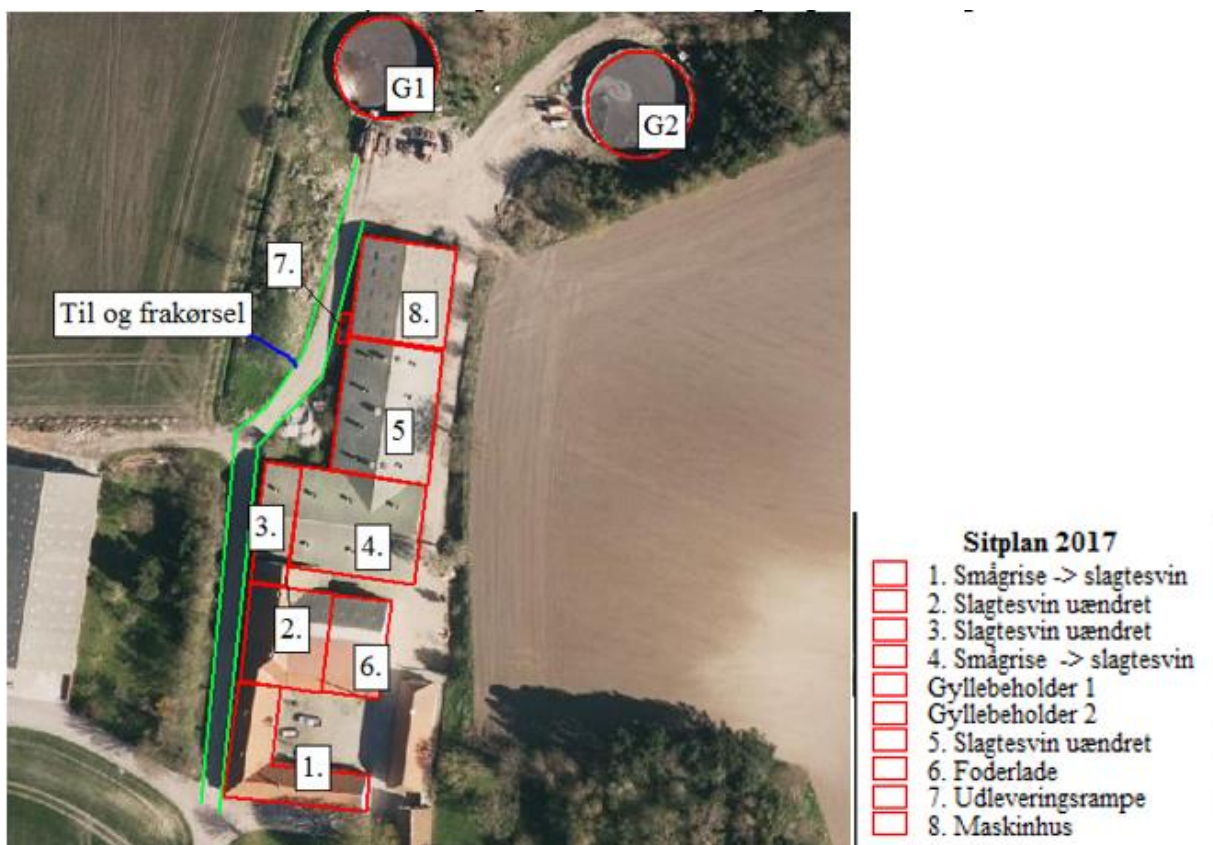 G1
G2
7.
Til og frakørsel
8.
5
3.
4.
2.
6.
1.
Sitplan 2017
1. Smågrise -> slagtesvin
2. Slagtesvin uændret
3. Slagtesvin uændret
4. Smågrise -> slagtesvin
Gyllebeholder 1
Gyllebeholder 2
5. Slagtesvin uændret
6. Foderlade
7. Udleveringsrampe
8. Maskinhus